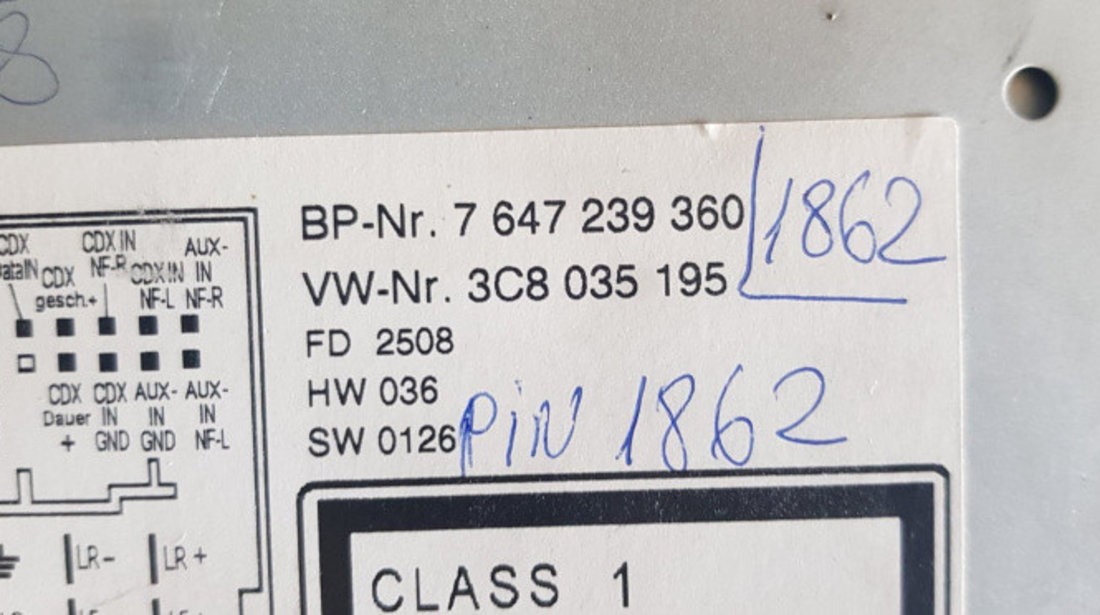 8
BP-Nr. 7 647 239 360 1862
VW-Nr. 3C8 035 195
FD 2508
HW 036
SW 0126 PiN 1862
CDX CDX IN AUX-
DataIN CDX NF-R CDX IN IN
gesch.+ NF-L NF-R
CDX CDX AUX- AUX-
Dauer IN IN IN
+ GND GND NF-L
LR- LR+
CLASS 1